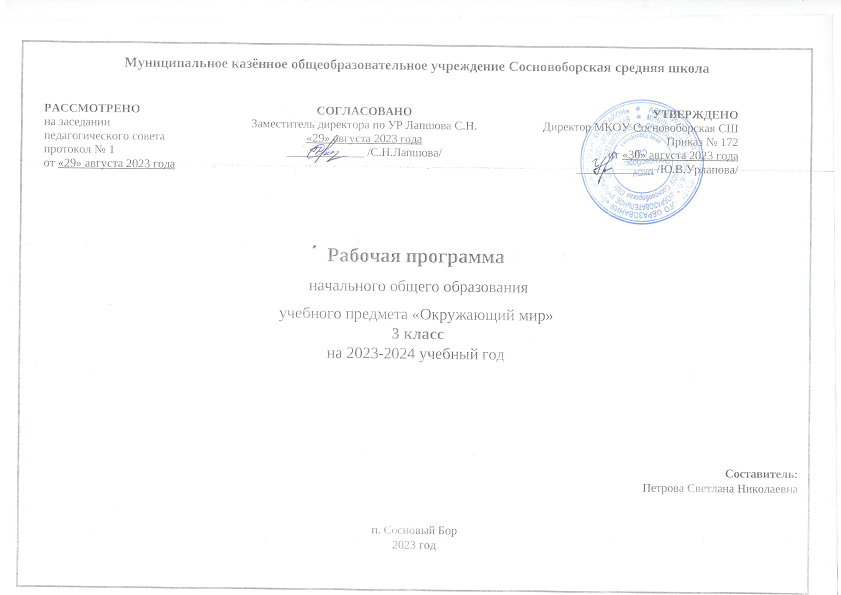 Муниципальное казённое общеобразовательное учреждение Сосновоборская средняя школа
РАССМОТРЕНО
на заседании
педагогического совета
протокол № 1
от «29» августа 2023 года
СОГЛАСОВАНО
Заместитель директора по УР Лапшова С.Н.
«29» августа 2023 года
/С.Н.Лапшова/
УТВЕРЖДЕНО
Директор МКОУ Сосновоборская СШ
Приказ № 172
от «30» августа 2023 года
/Ю.В.Урлапова/
Рабочая программа
начального общего образования
учебного предмета «Окружающий мир»
3 класс
на 2023-2024 учебный год
Составитель:
Петрова Светлана Николаевна
п. Сосновый Бор
2023 год